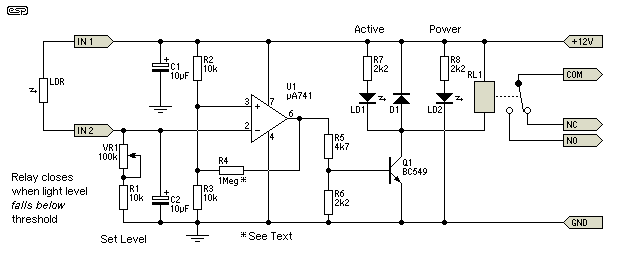 esp
IN 1
Active
Power
+12V
LDR
C1
10µF
R2
10k
R7
2k2
R8
2k2
RL1
COM
U1
µA741
3
7
LD1
D1
LD2
6
2
4
IN 2
NC
NO
VR1
100k
R4
1Meg*
R5
4k7
Q1
BC549
Relay closes
when light level
falls below
threshold
R1
10k
C2
10µF
R3
10k
R6
2k2
GND
Set Level
* See Text